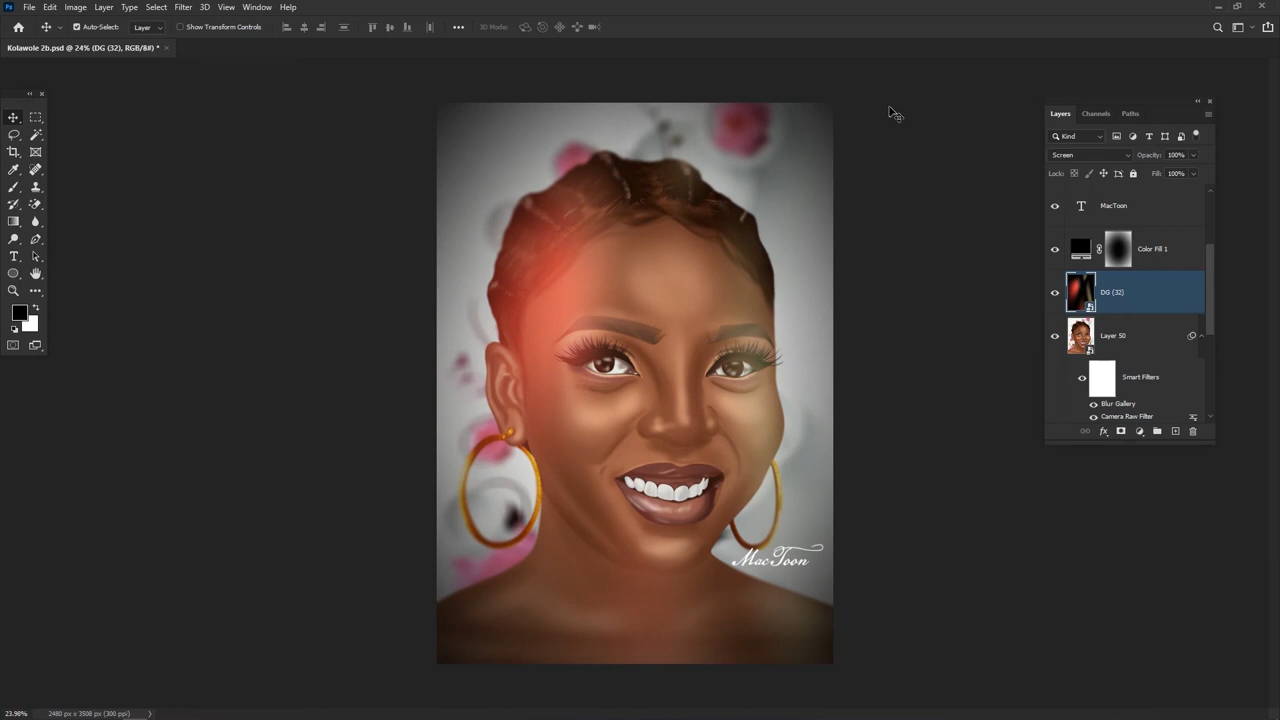 Ps File Edit Image Layer Type Select Filter 3D View Window Help
Auto-Select: Layer Show Transform Controls 3D Mode:
Kolawole 2b.psd @ 24% (DG (32), RGB/8#) *
Layers Channels Paths
Kind
Screen Opacity: 100%
Lock: Fill: 100%
T MacToon
Color Fill 1
DG (32)
Layer 50
Smart Filters
Blur Gallery
Camera Raw Filter
MacToon
23.98% 2480 px x 3508 px (300 ppi)